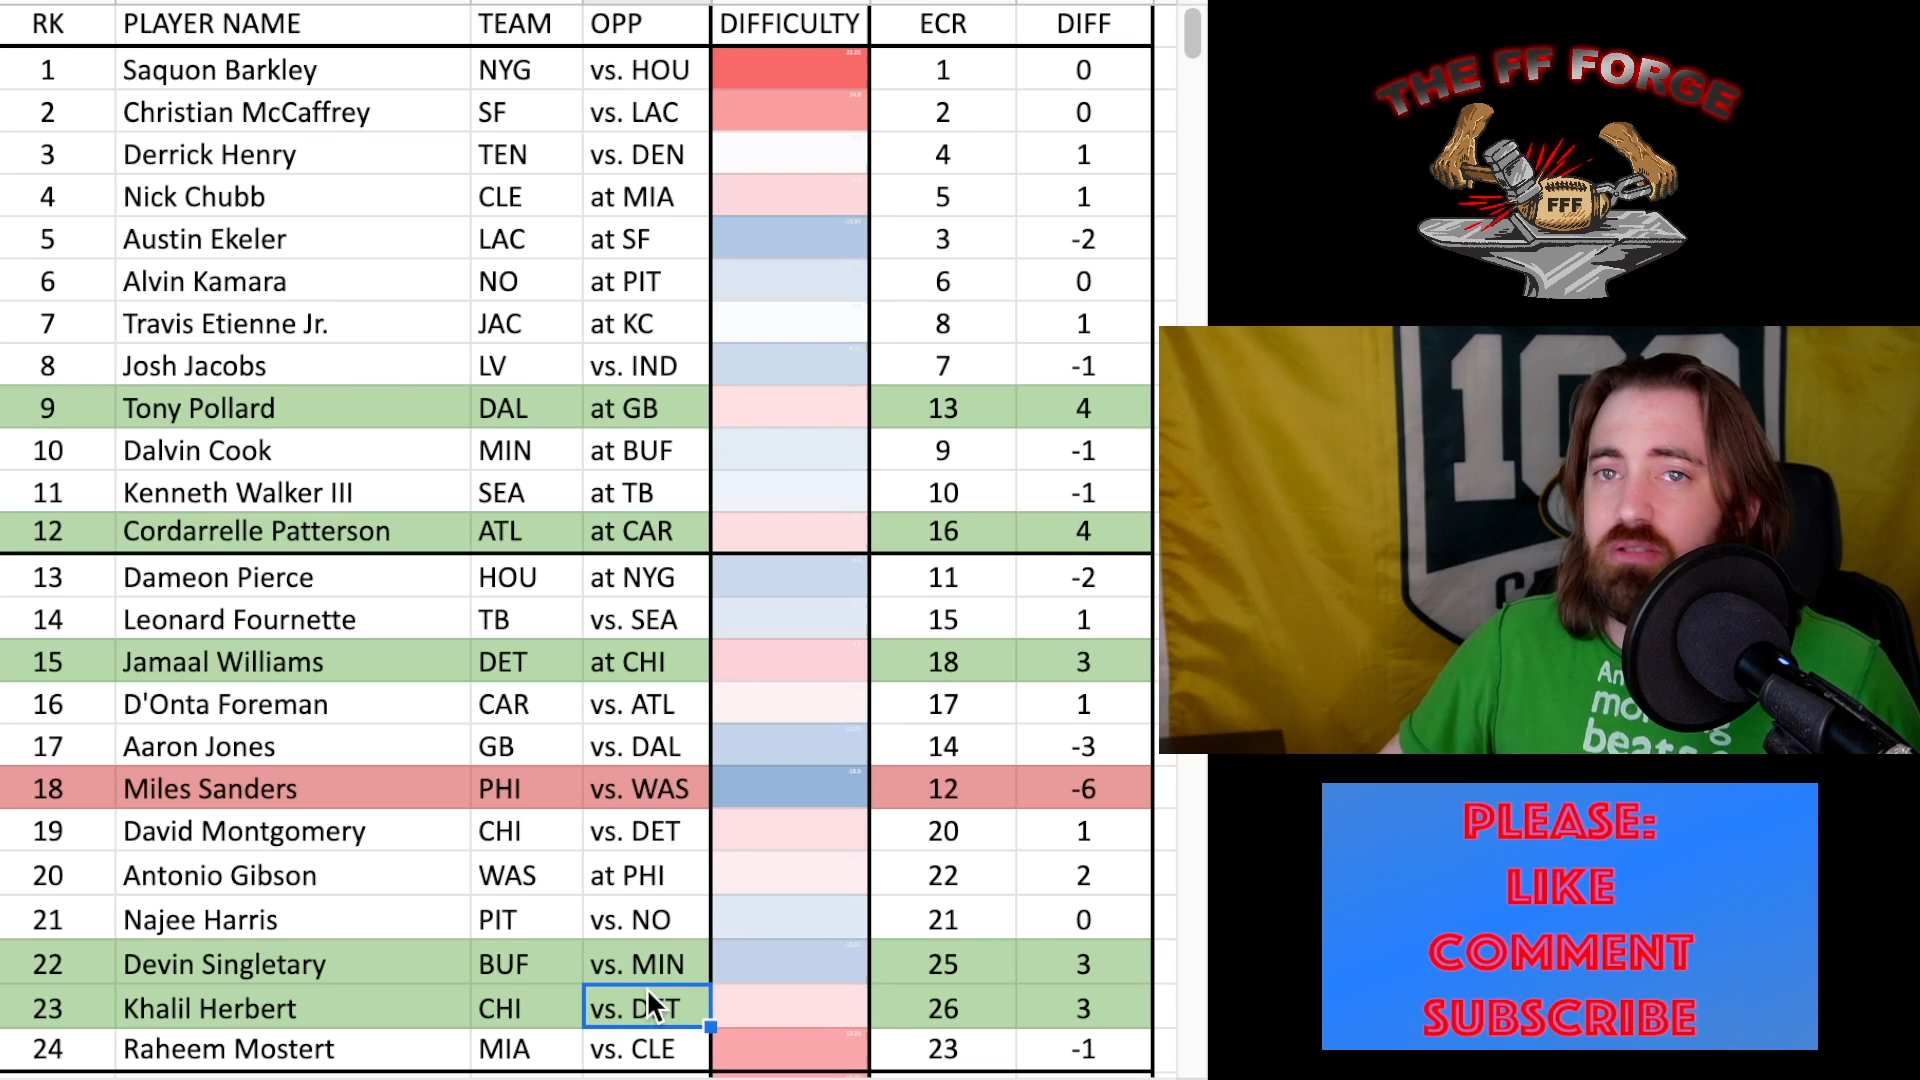 RK PLAYER NAME TEAM OPP DIFFICULTY ECR DIFF
1 Saquon Barkley NYG vs. HOU 1 0
2 Christian McCaffrey SF vs. LAC 2 0
3 Derrick Henry TEN vs. DEN 4 1
4 Nick Chubb CLE at MIA 5 1
5 Austin Ekeler LAC at SF 3 -2
6 Alvin Kamara NO at PIT 6 0
7 Travis Etienne Jr. JAC at KC 8 1
8 Josh Jacobs LV vs. IND 7 -1
9 Tony Pollard DAL at GB 13 4
10 Dalvin Cook MIN at BUF 9 -1
11 Kenneth Walker III SEA at TB 10 -1
12 Cordarrelle Patterson ATL at CAR 16 4
13 Dameon Pierce HOU at NYG 11 -2
14 Leonard Fournette TB vs. SEA 15 1
15 Jamaal Williams DET at CHI 18 3
16 D'Onta Foreman CAR vs. ATL 17 1
17 Aaron Jones GB vs. DAL 14 -3
18 Miles Sanders PHI vs. WAS 12 -6
19 David Montgomery CHI vs. DET 20 1
20 Antonio Gibson WAS at PHI 22 2
21 Najee Harris PIT vs. NO 21 0
22 Devin Singletary BUF vs. MIN 25 3
23 Khalil Herbert CHI vs. DET 26 3
24 Raheem Mostert MIA vs. CLE 23 -1
THE FF FORGE
FFF
PLEASE:
LIKE
COMMENT
SUBSCRIBE